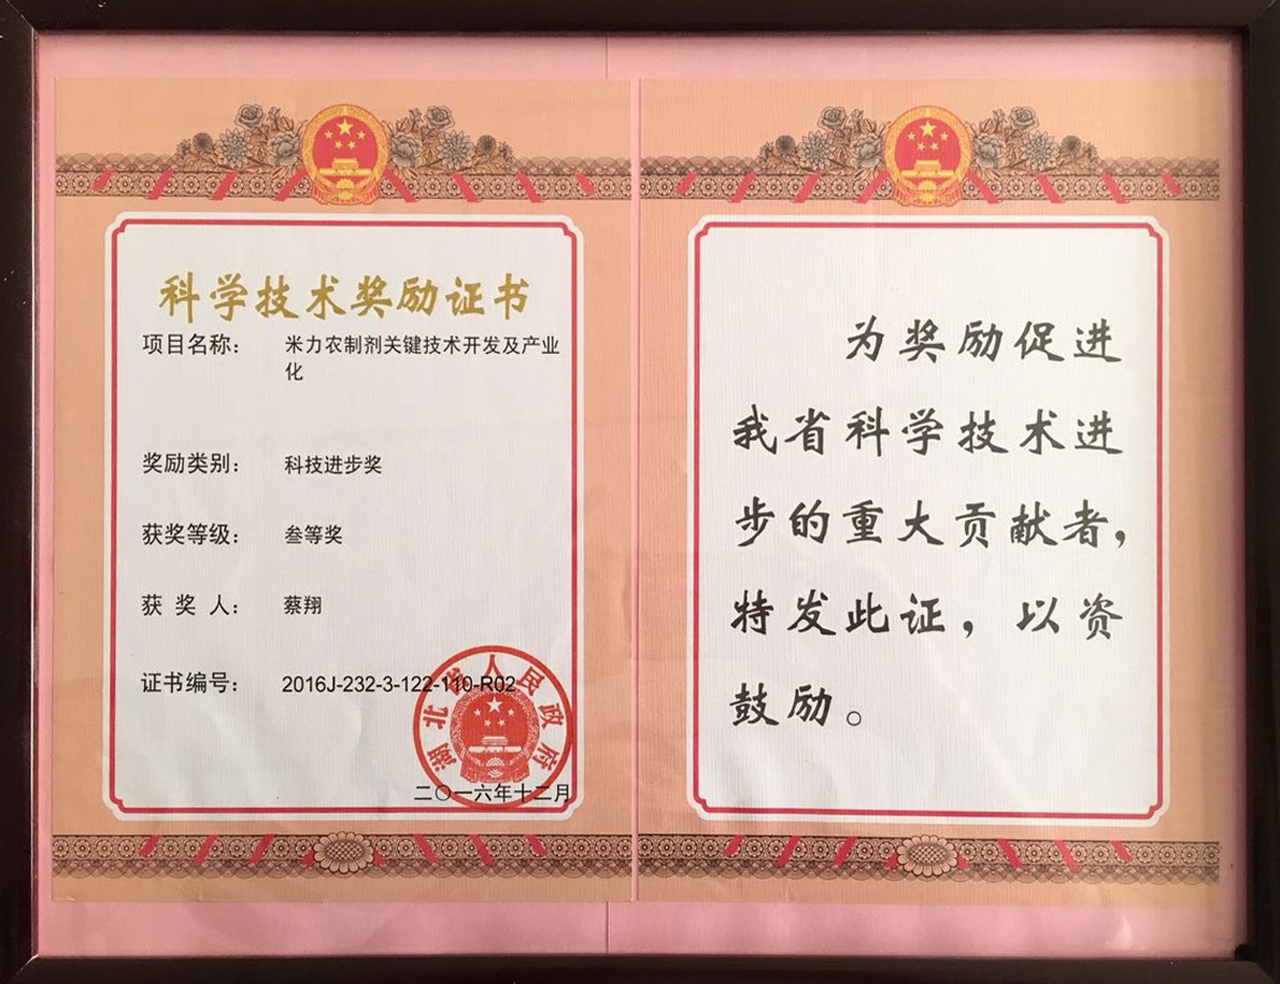 科学技术奖励证书
项目名称： 米力农制剂关键技术开发及产业
化
奖励类别： 科技进步奖
获奖等级： 叁等奖
获 奖 人： 蔡翔
证书编号： 2016J-232-3-122-110-R02
湖北省人民政府
二〇一六年十二月
为奖励促进
我省科学技术进
步的重大贡献者，
特发此证，以资
鼓励。